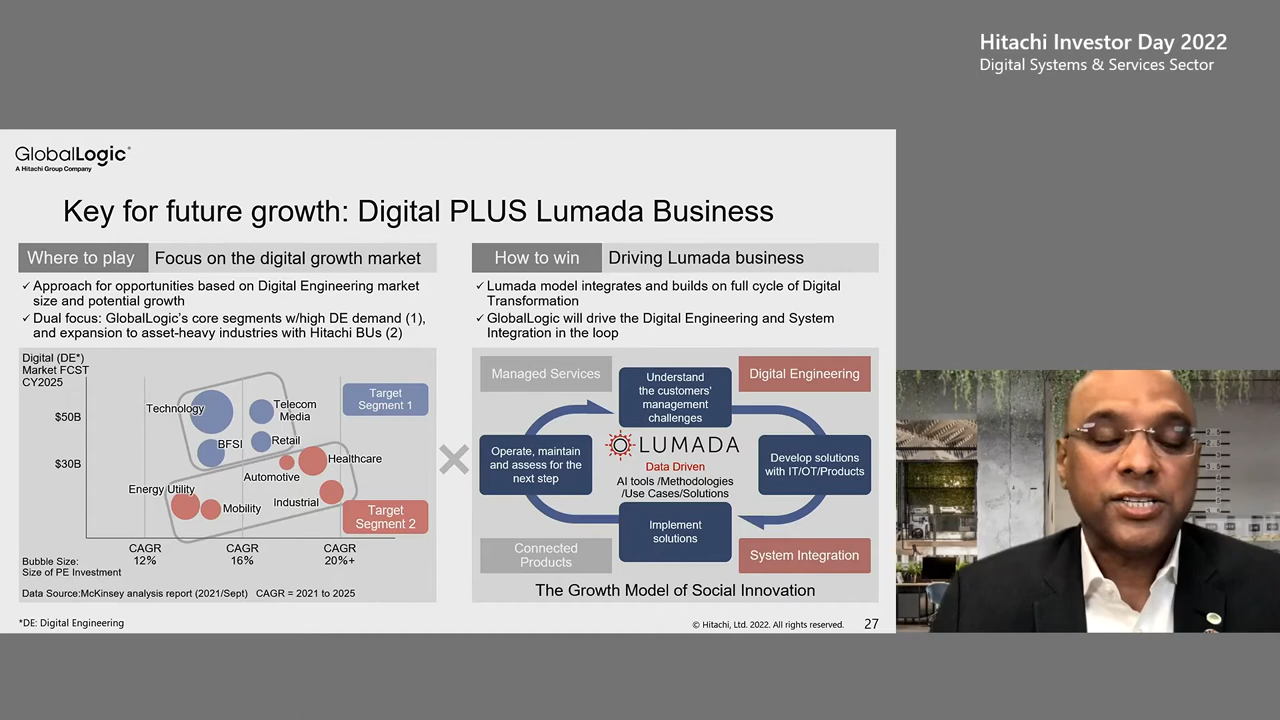 Hitachi Investor Day 2022
Digital Systems & Services Sector
GlobalLogic®
A Hitachi Group Company
Key for future growth: Digital PLUS Lumada Business
Where to play
Focus on the digital growth market
✓ Approach for opportunities based on Digital Engineering market
size and potential growth
✓ Dual focus: GlobalLogic's core segments w/high DE demand (1),
and expansion to asset-heavy industries with Hitachi BUs (2)
Digital (DE*)
Market FCST
CY2025
$50B
$30B
Technology
Telecom
Media
BFSI
Retail
Healthcare
Automotive
Energy Utility
Industrial
Mobility
Target
Segment 1
Target
Segment 2
CAGR
12%
CAGR
16%
CAGR
20%+
Bubble Size:
Size of PE Investment
Data Source:McKinsey analysis report (2021/Sept) CAGR = 2021 to 2025
*DE: Digital Engineering
How to win
Driving Lumada business
✓ Lumada model integrates and builds on full cycle of Digital
Transformation
✓ GlobalLogic will drive the Digital Engineering and System
Integration in the loop
Managed Services
Understand
the customers'
management
challenges
Digital Engineering
Operate, maintain
and assess for the
next step
LUMADA
Data Driven
AI tools /Methodologies
/Use Cases/Solutions
Develop solutions
with IT/OT/Products
Implement
solutions
Connected
Products
System Integration
The Growth Model of Social Innovation
© Hitachi, Ltd. 2022. All rights reserved.
27